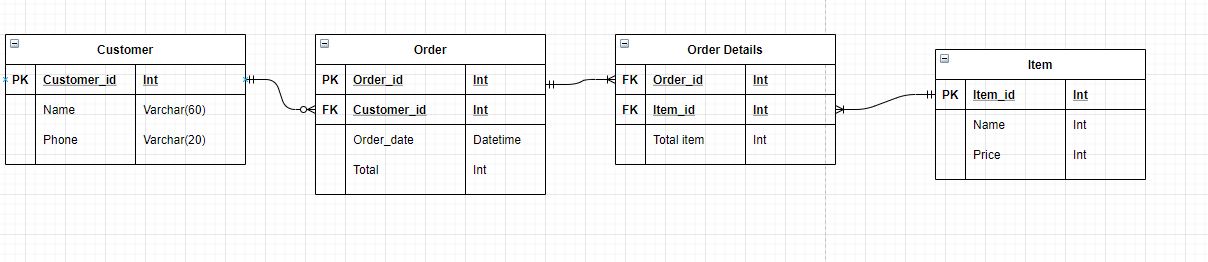 Customer
PK Customer_id Int
Name Varchar(60)
Phone Varchar(20)
Order
PK Order_id Int
FK Customer_id Int
Order_date Datetime
Total Int
Order Details
FK Order_id Int
FK Item_id Int
Total item Int
Item
PK Item_id Int
Name Int
Price Int